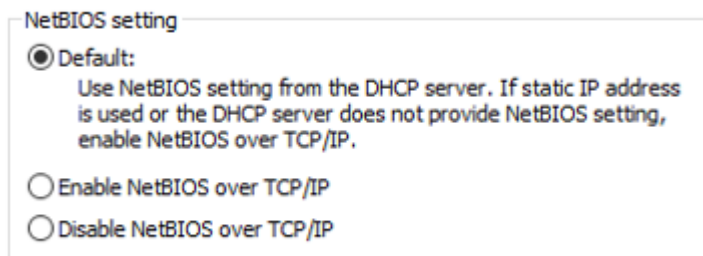 NetBIOS setting
Default:
Use NetBIOS setting from the DHCP server. If static IP address
is used or the DHCP server does not provide NetBIOS setting,
enable NetBIOS over TCP/IP.
Enable NetBIOS over TCP/IP
Disable NetBIOS over TCP/IP